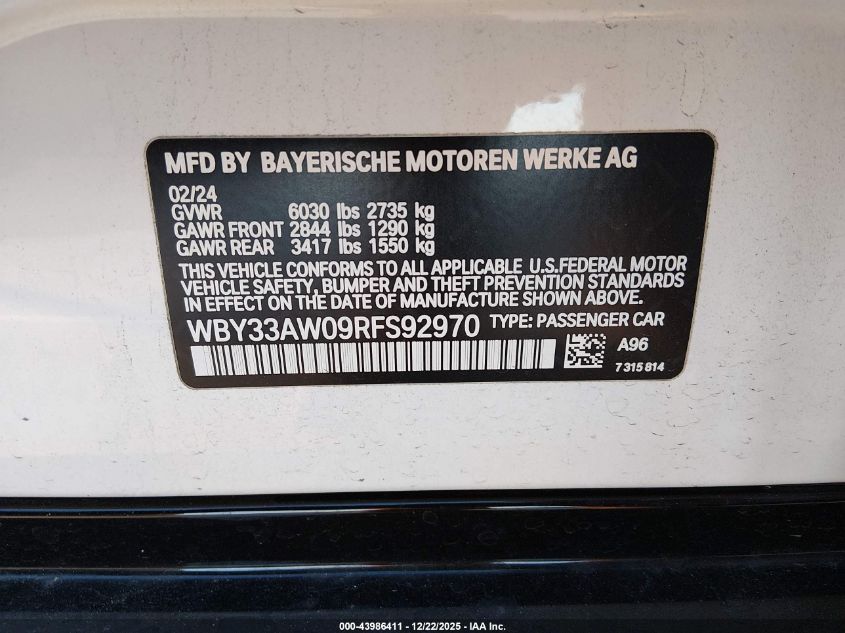 MFD BY BAYERISCHE MOTOREN WERKE AG
02/24
GVWR 6030 lbs 2735 kg
GAWR FRONT 2844 lbs 1290 kg
GAWR REAR 3417 lbs 1550 kg
THIS VEHICLE CONFORMS TO ALL APPLICABLE U.S.FEDERAL MOTOR
VEHICLE SAFETY, BUMPER AND THEFT PREVENTION STANDARDS
IN EFFECT ON THE DATE OF MANUFACTURE SHOWN ABOVE.
WBY33AW09RFS92970 TYPE: PASSENGER CAR
A96
7 315 814
000-43986411 - 12/22/2025 - IAA Inc.